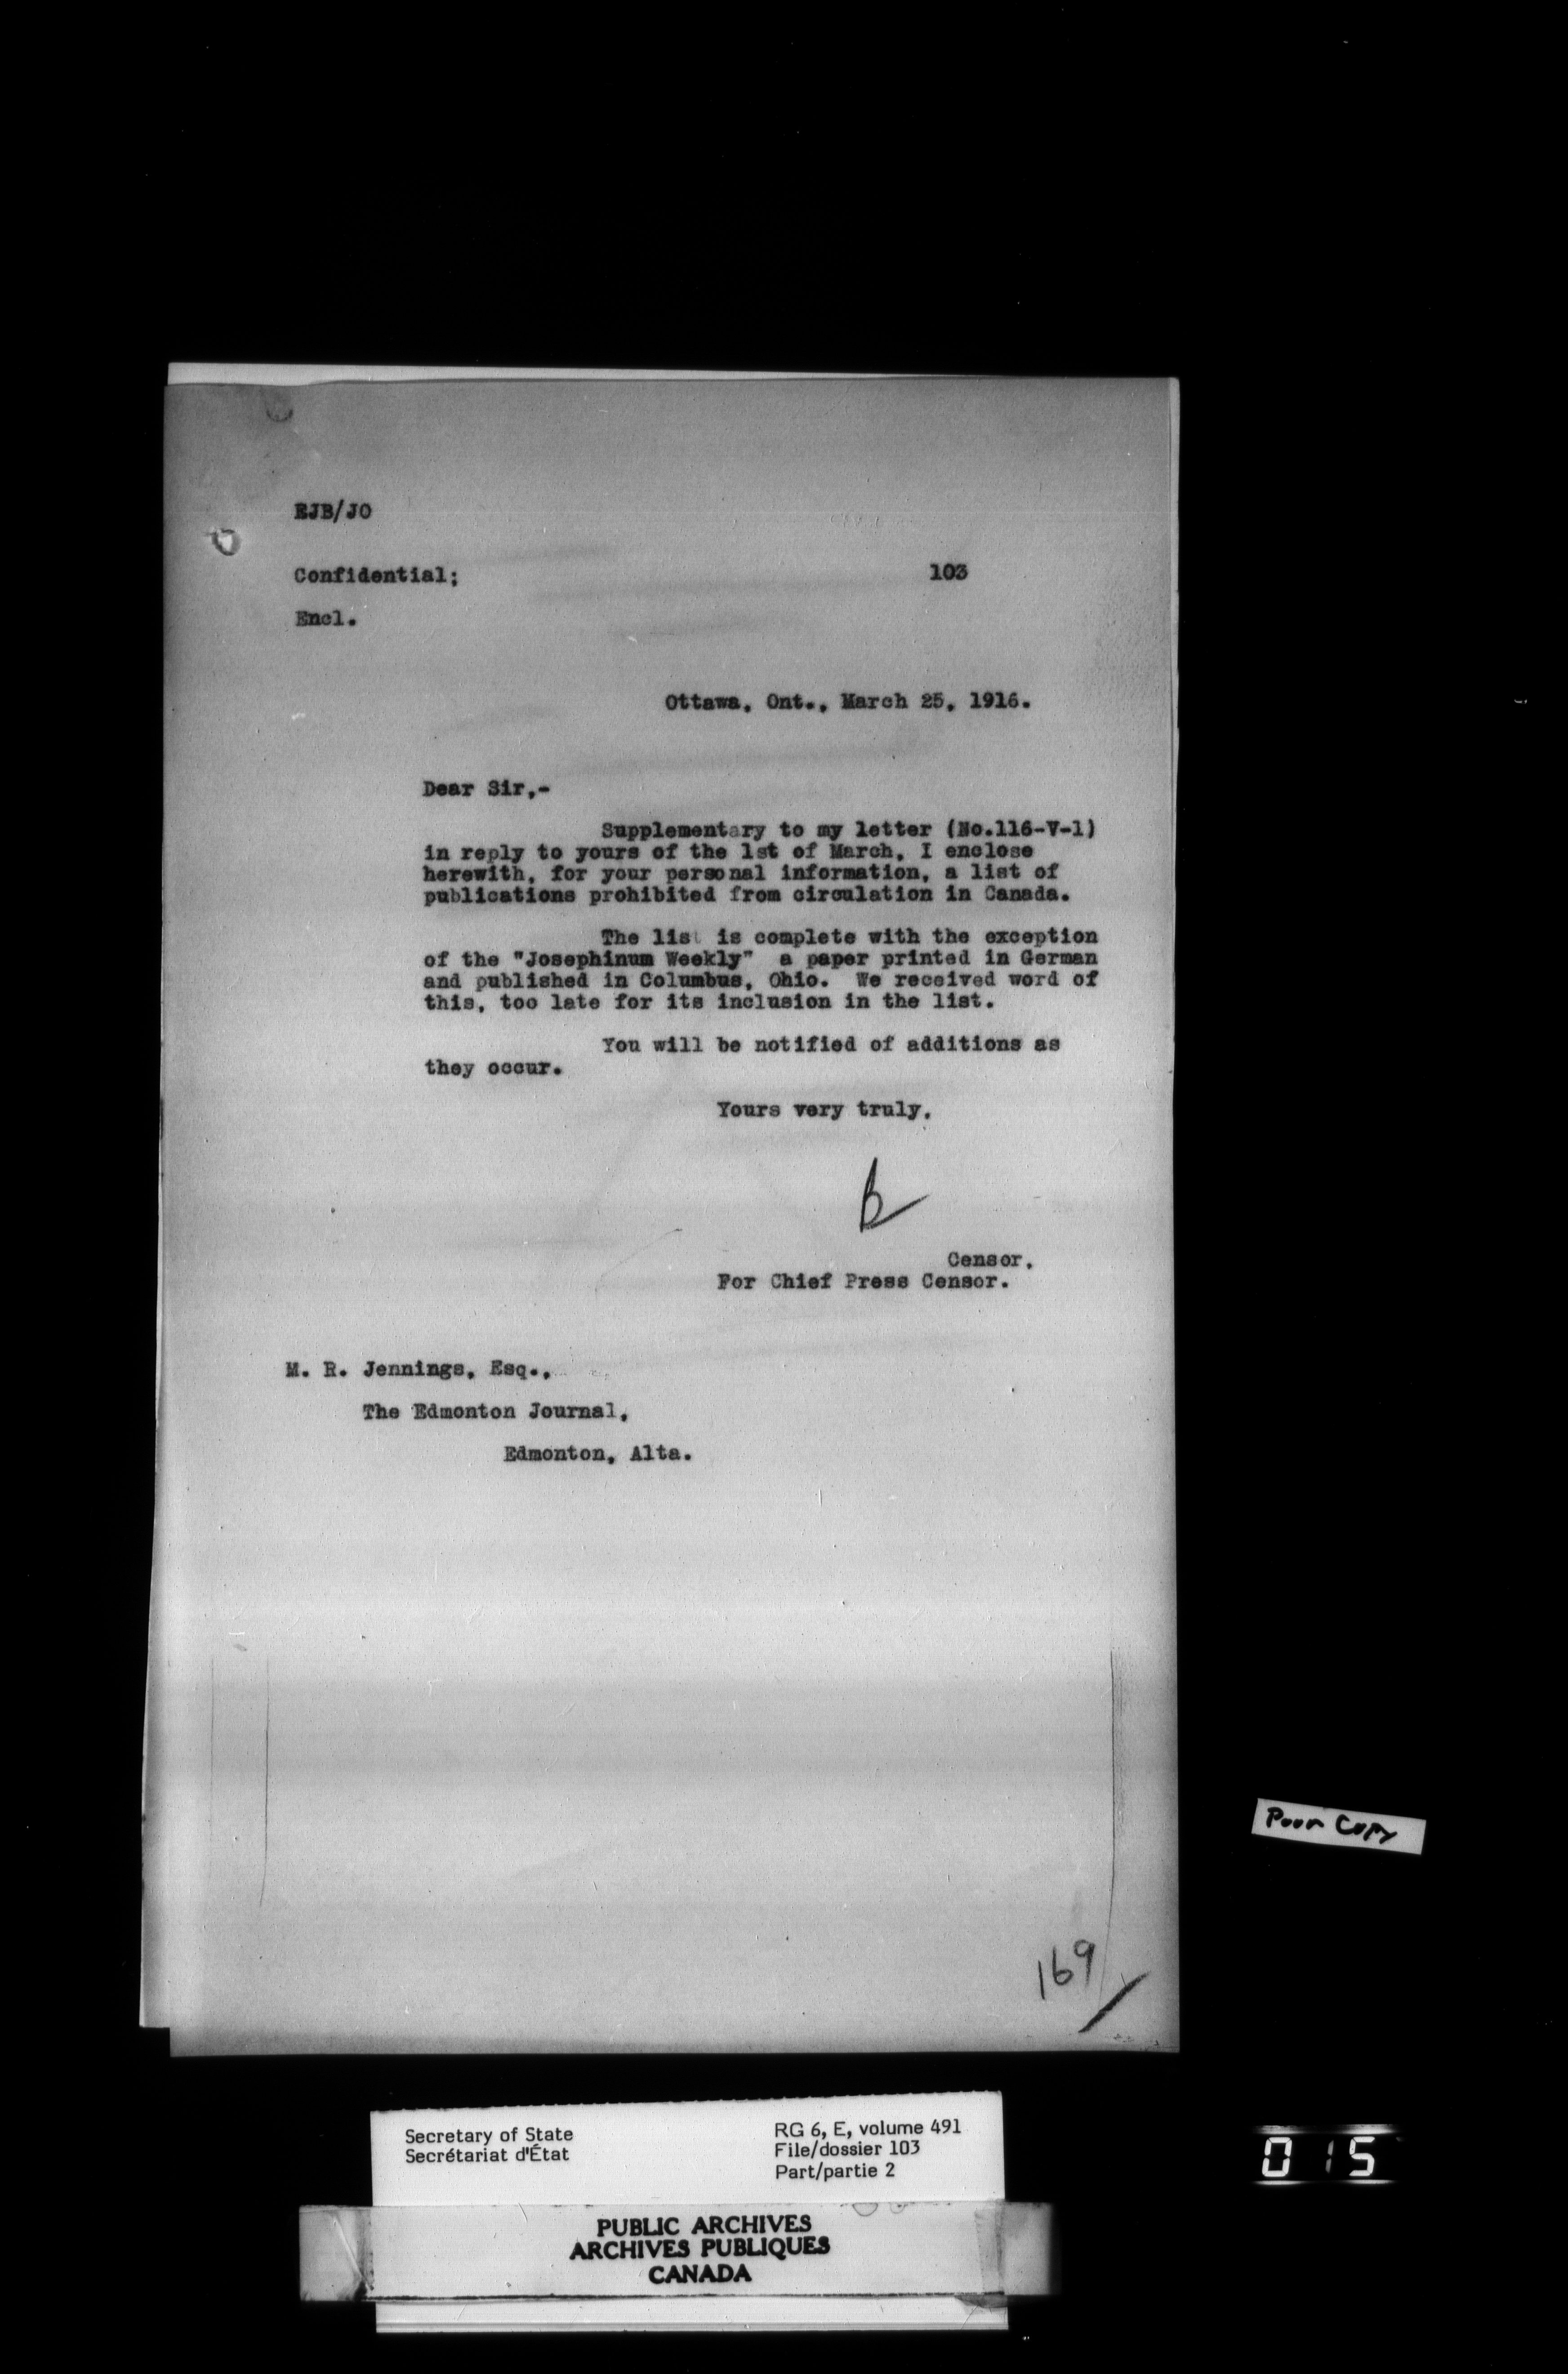 EJB/JO
Confidential; 103
Encl.
Ottawa, Ont., March 25, 1916.
Dear Sir,-
Supplementary to my letter (No.116-V-1)
in reply to yours of the 1st of March, I enclose
herewith, for your personal information, a list of
publications prohibited from circulation in Canada.
The list is complete with the exception
of the "Josephinum Weekly" a paper printed in German
and published in Columbus, Ohio. We received word of
this, too late for its inclusion in the list.
You will be notified of additions as
they occur.
Yours very truly,
B
Censor,
For Chief Press Censor.
M. R. Jennings, Esq.,
The Edmonton Journal,
Edmonton, Alta.
Poor Copy
169
Secretary of State
Secrétariat d'État
RG 6, E, volume 491
File/dossier 103
Part/partie 2
015
PUBLIC ARCHIVES
ARCHIVES PUBLIQUES
CANADA